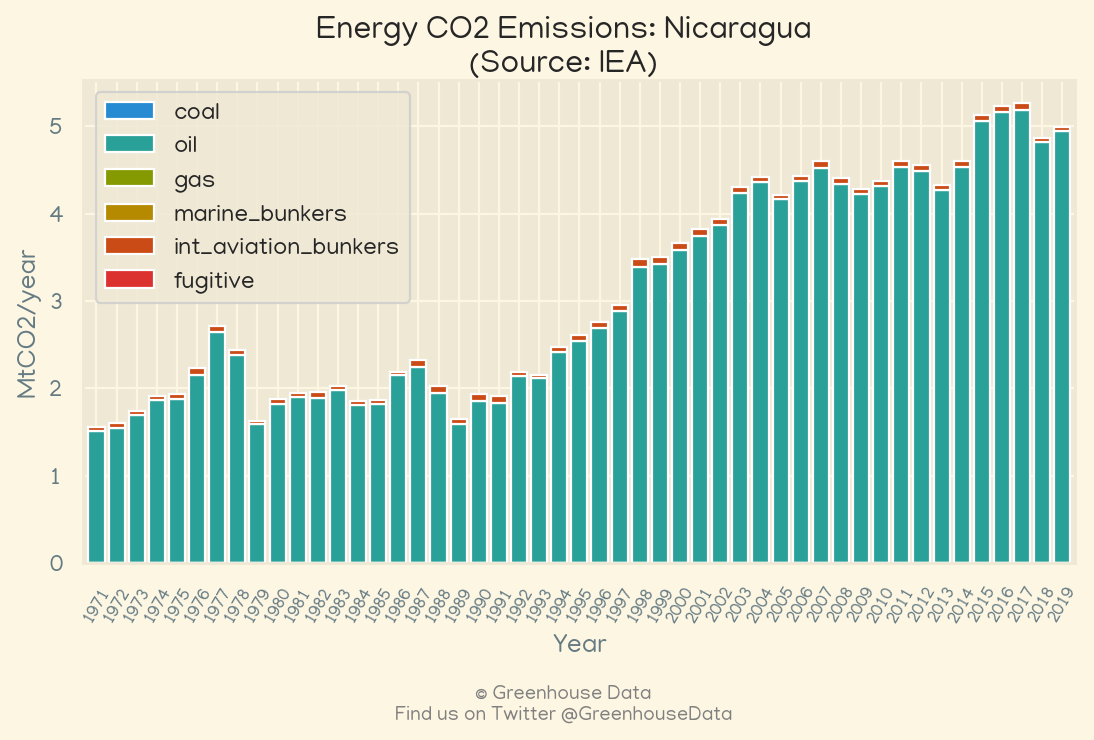 Energy CO2 Emissions: Nicaragua
(Source: IEA)
coal
oil
gas
marine_bunkers
int_aviation_bunkers
fugitive
MtCO2/year
5
4
3
2
1
0
1971 1972 1973 1974 1975 1976 1977 1978 1979 1980 1981 1982 1983 1984 1985 1986 1987 1988 1989 1990 1991 1992 1993 1994 1995 1996 1997 1998 1999 2000 2001 2002 2003 2004 2005 2006 2007 2008 2009 2010 2011 2012 2013 2014 2015 2016 2017 2018 2019
Year
© Greenhouse Data
Find us on Twitter @GreenhouseData